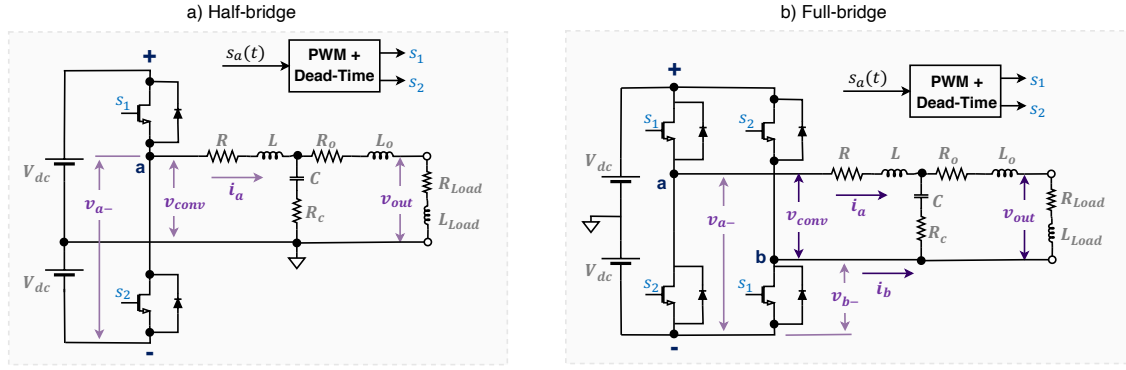 a) Half-bridge
+
s_a(t)
PWM +
Dead-Time
s_1
s_2
s_1
V_dc
a
R
L
R_o
L_o
i_a
C
R_c
v_a−
v_conv
v_out
R_Load
L_Load
V_dc
s_2
-
b) Full-bridge
+
s_a(t)
PWM +
Dead-Time
s_1
s_2
s_1
s_2
V_dc
a
R
L
R_o
L_o
i_a
C
R_c
v_a−
v_conv
v_out
R_Load
L_Load
b
V_dc
s_2
s_1
v_b−
i_b
-